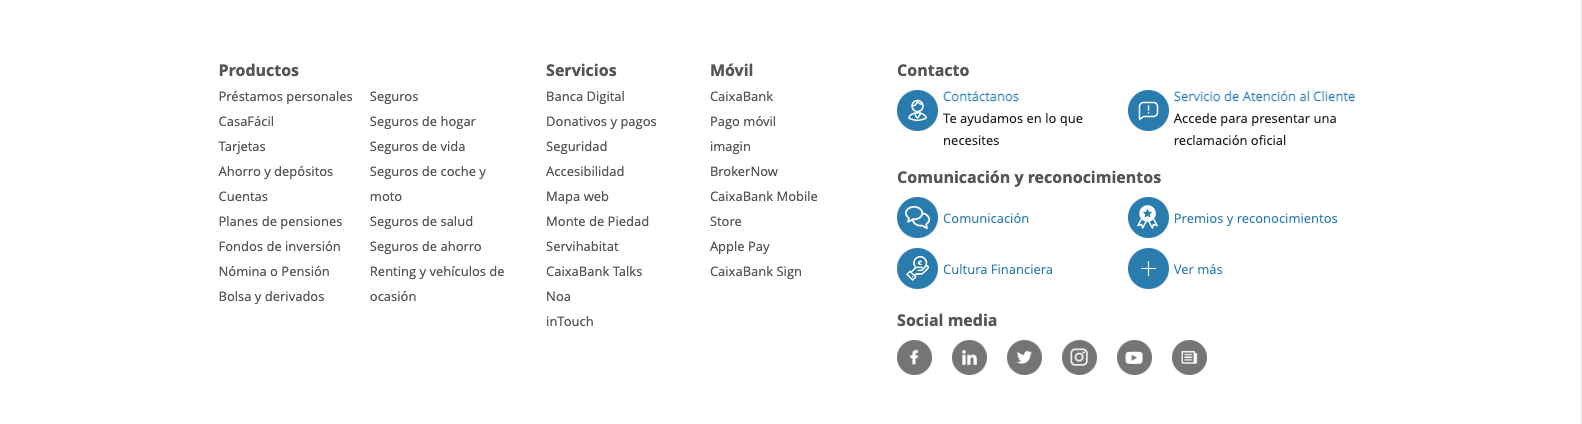 Productos
Préstamos personales
CasaFácil
Tarjetas
Ahorro y depósitos
Cuentas
Planes de pensiones
Fondos de inversión
Nómina o Pensión
Bolsa y derivados
Seguros
Seguros de hogar
Seguros de vida
Seguros de coche y
moto
Seguros de salud
Seguros de ahorro
Renting y vehículos de
ocasión
Servicios
Banca Digital
Donativos y pagos
Seguridad
Accesibilidad
Mapa web
Monte de Piedad
Servihabitat
CaixaBank Talks
Noa
inTouch
Móvil
CaixaBank
Pago móvil
imagin
BrokerNow
CaixaBank Mobile
Store
Apple Pay
CaixaBank Sign
Contacto
Contáctanos
Te ayudamos en lo que
necesites
Servicio de Atención al Cliente
Accede para presentar una
reclamación oficial
Comunicación y reconocimientos
Comunicación
Premios y reconocimientos
Cultura Financiera
Ver más
Social media